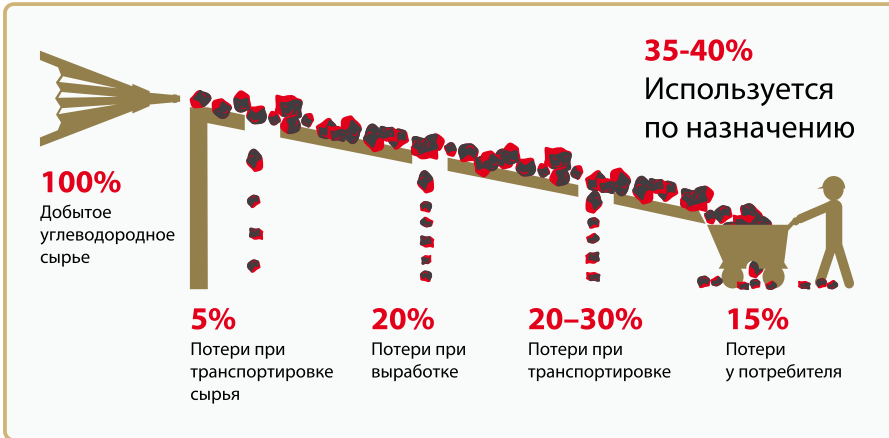 35-40%
Используется
по назначению
100%
Добытое
углеводородное
сырье
5%
Потери при
транспортировке
сырья
20%
Потери при
выработке
20–30%
Потери при
транспортировке
15%
Потери
у потребителя